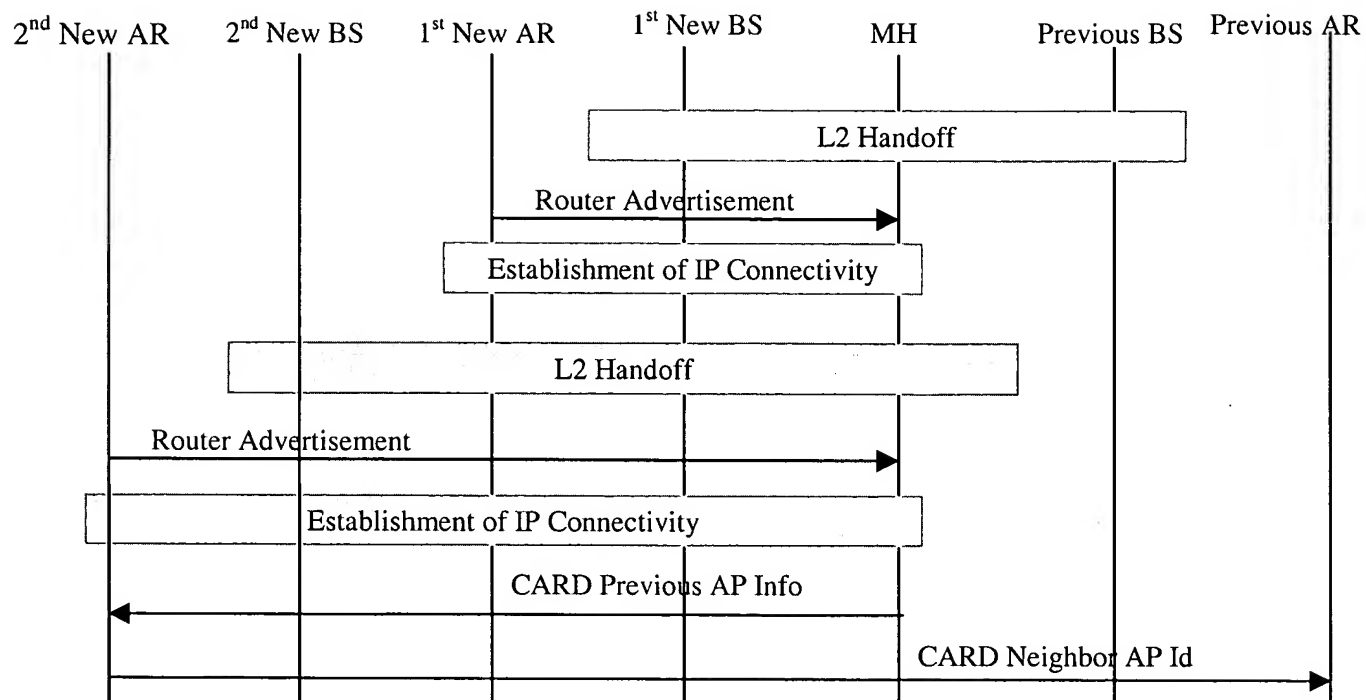 2nd New AR
2nd New BS
1st New AR
1st New BS
MH
Previous BS
Previous AR
L2 Handoff
Router Advertisement
Establishment of IP Connectivity
L2 Handoff
Router Advertisement
Establishment of IP Connectivity
CARD Previous AP Info
CARD Neighbor AP Id